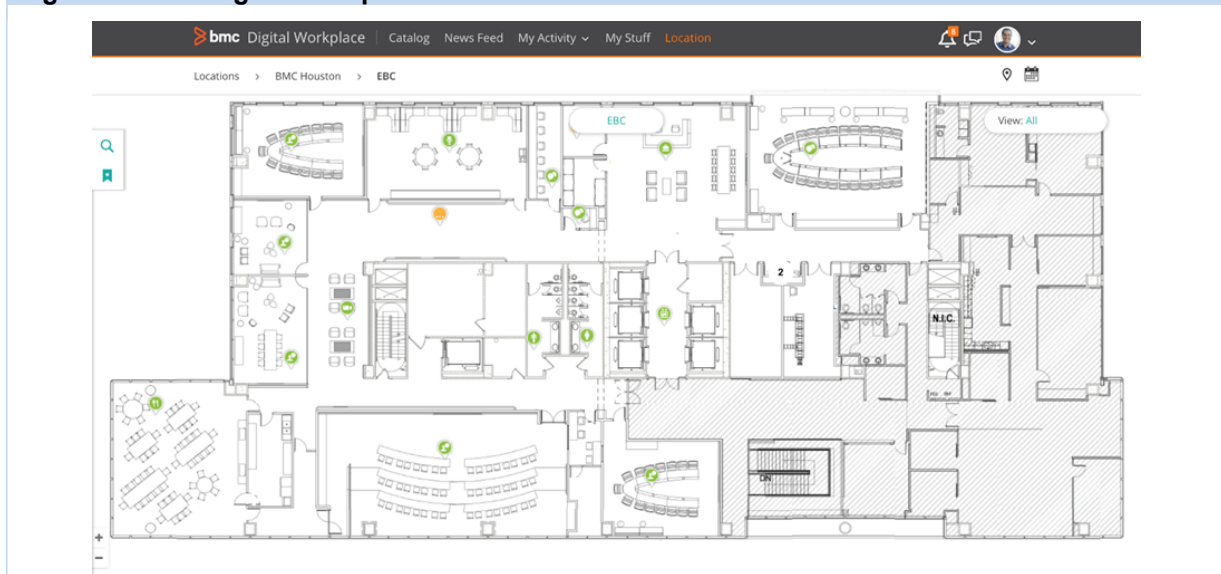 bmc Digital Workplace Catalog News Feed My Activity My Stuff Location
Locations > BMC Houston > EBC
EBC
View: All
2
N.I.C.
DN
+
−